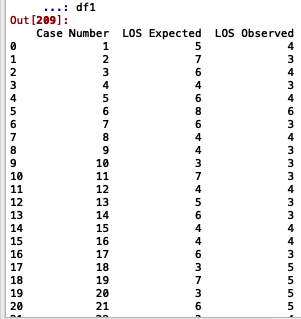 ...: df1
Out[209]:
Case Number LOS Expected LOS Observed
0 1 5 4
1 2 7 3
2 3 6 4
3 4 4 3
4 5 6 4
5 6 8 6
6 7 6 3
7 8 4 4
8 9 4 3
9 10 3 3
10 11 7 3
11 12 4 4
12 13 5 3
13 14 6 3
14 15 4 4
15 16 4 4
16 17 6 3
17 18 3 5
18 19 7 5
19 20 3 5
20 21 6 5